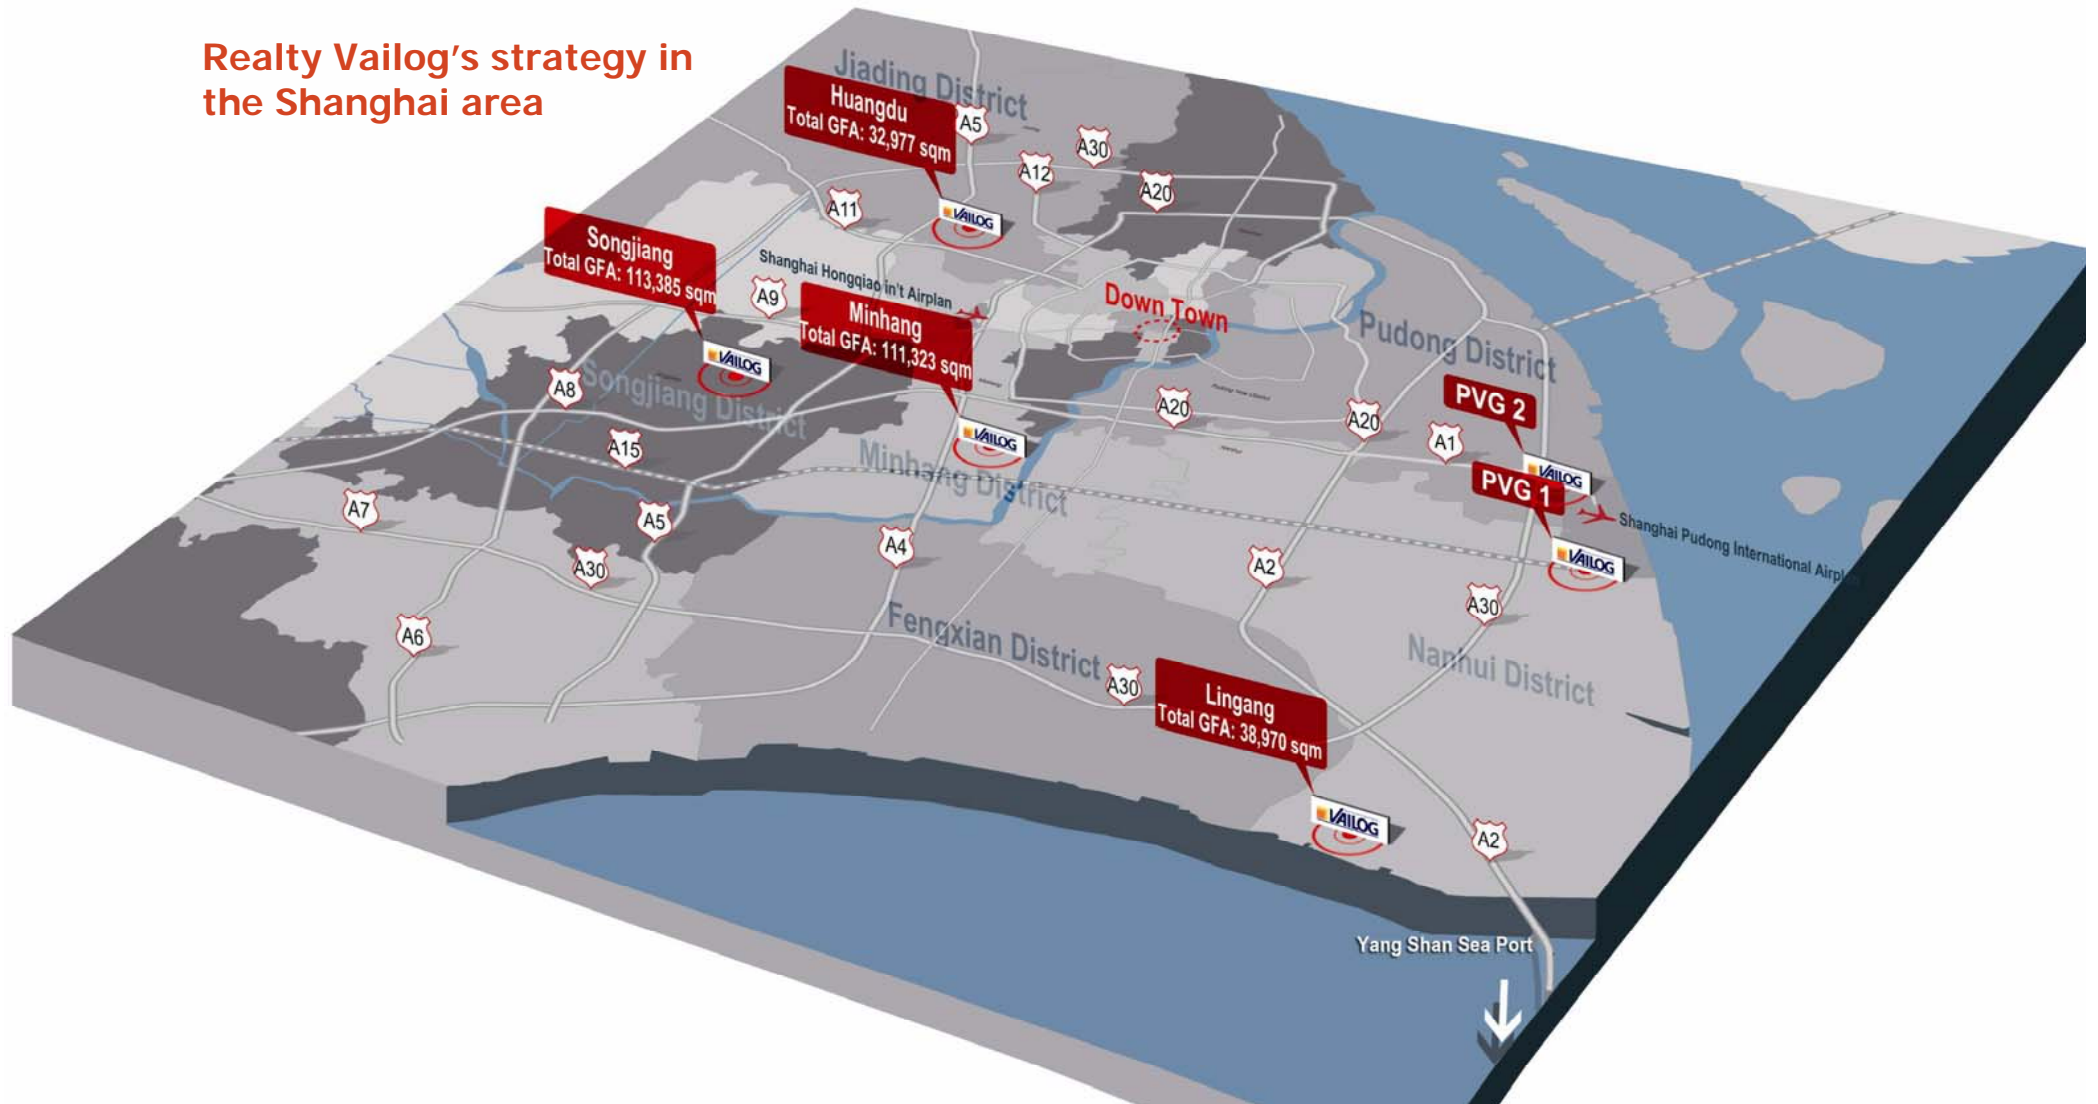 Realty Vailog's strategy in
the Shanghai area
Jiading District
Huangdu
Total GFA: 32,977 sqm
A5
A30
A12
A20
A11
VAILOG
Songjiang
Total GFA: 113,385 sqm
Shanghai Hongqiao in't Airplan
A9
Minhang
Total GFA: 111,323 sqm
Down Town
Pudong District
VAILOG
Songjiang District
A8
PVG 2
A20
A20
A1
A15
VAILOG
Minhang District
VAILOG
PVG 1
Shanghai Pudong International Airplan
A7
A5
A4
A30
A2
VAILOG
A30
A6
Fengxian District
Nanhui District
A30
Lingang
Total GFA: 38,970 sqm
VAILOG
A2
Yang Shan Sea Port